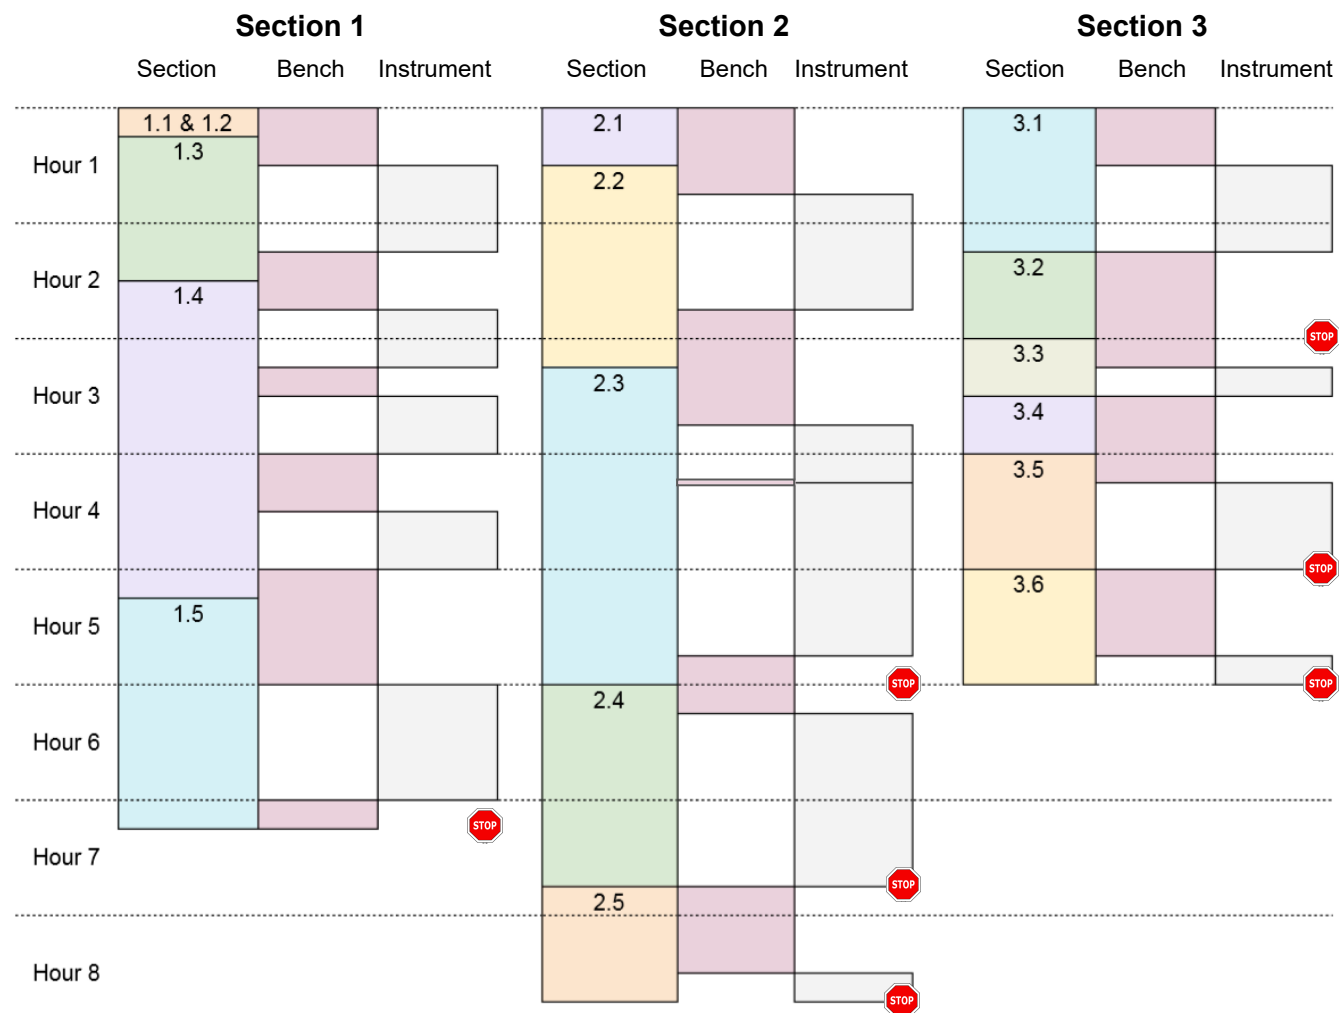 Section 1 Section 2 Section 3
Section Bench Instrument Section Bench Instrument Section Bench Instrument
1.1 & 1.2 2.1 3.1
Hour 1 1.3
2.2
Hour 2 3.2
1.4
STOP
3.3
Hour 3 2.3
3.4
3.5
Hour 4
STOP
3.6
Hour 5 1.5
STOP STOP
2.4
Hour 6
STOP
Hour 7
STOP
2.5
Hour 8
STOP